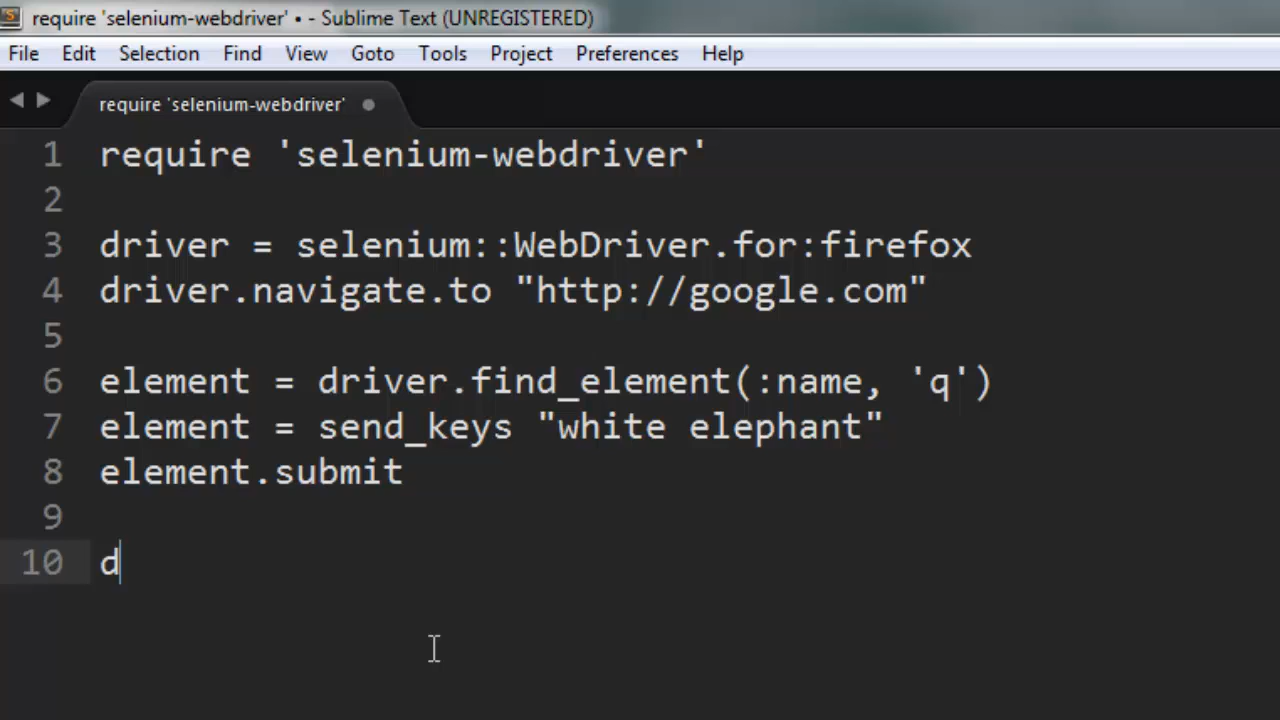 require 'selenium-webdriver' • - Sublime Text (UNREGISTERED)
File Edit Selection Find View Goto Tools Project Preferences Help
require 'selenium-webdriver'
1 require 'selenium-webdriver'
2
3 driver = selenium::WebDriver.for:firefox
4 driver.navigate.to "http://google.com"
5
6 element = driver.find_element(:name, 'q')
7 element = send_keys "white elephant"
8 element.submit
9
10 d